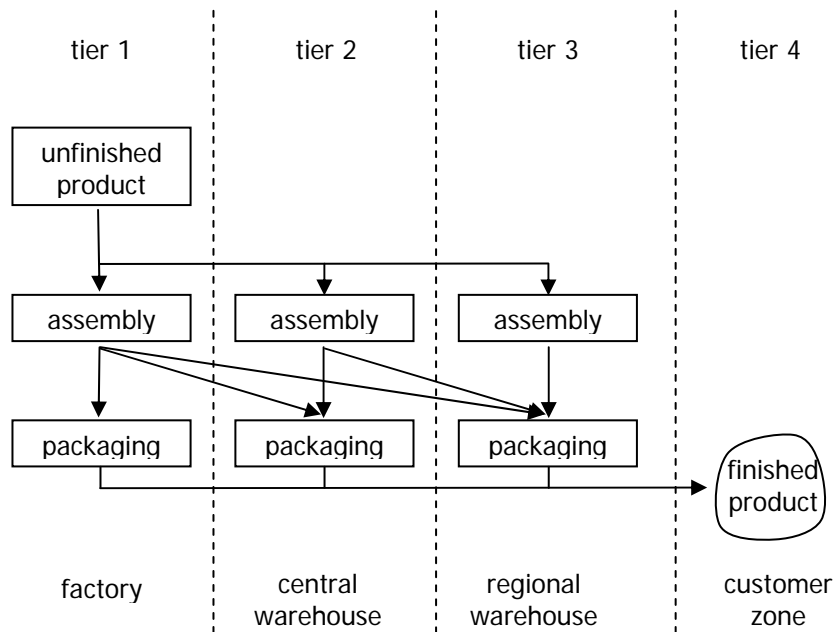 tier 1 tier 2 tier 3 tier 4
unfinished
product
assembly assembly assembly
packaging packaging packaging
finished
product
factory
central
warehouse
regional
warehouse
customer
zone